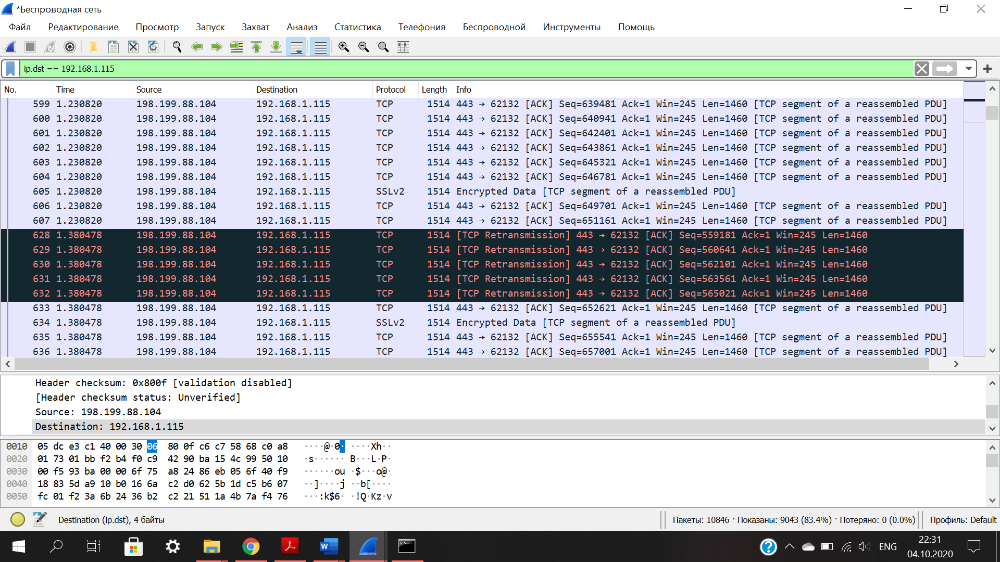 *Беспроводная сеть
Файл Редактирование Просмотр Запуск Захват Анализ Статистика Телефония Беспроводной Инструменты Помощь
ip.dst == 192.168.1.115
No. Time Source Destination Protocol Length Info
599 1.230820 198.199.88.104 192.168.1.115 TCP 1514 443 → 62132 [ACK] Seq=639481 Ack=1 Win=245 Len=1460 [TCP segment of a reassembled PDU]
600 1.230820 198.199.88.104 192.168.1.115 TCP 1514 443 → 62132 [ACK] Seq=640941 Ack=1 Win=245 Len=1460 [TCP segment of a reassembled PDU]
601 1.230820 198.199.88.104 192.168.1.115 TCP 1514 443 → 62132 [ACK] Seq=642401 Ack=1 Win=245 Len=1460 [TCP segment of a reassembled PDU]
602 1.230820 198.199.88.104 192.168.1.115 TCP 1514 443 → 62132 [ACK] Seq=643861 Ack=1 Win=245 Len=1460 [TCP segment of a reassembled PDU]
603 1.230820 198.199.88.104 192.168.1.115 TCP 1514 443 → 62132 [ACK] Seq=645321 Ack=1 Win=245 Len=1460 [TCP segment of a reassembled PDU]
604 1.230820 198.199.88.104 192.168.1.115 TCP 1514 443 → 62132 [ACK] Seq=646781 Ack=1 Win=245 Len=1460 [TCP segment of a reassembled PDU]
605 1.230820 198.199.88.104 192.168.1.115 SSLv2 1514 Encrypted Data [TCP segment of a reassembled PDU]
606 1.230820 198.199.88.104 192.168.1.115 TCP 1514 443 → 62132 [ACK] Seq=649701 Ack=1 Win=245 Len=1460 [TCP segment of a reassembled PDU]
607 1.230820 198.199.88.104 192.168.1.115 TCP 1514 443 → 62132 [ACK] Seq=651161 Ack=1 Win=245 Len=1460 [TCP segment of a reassembled PDU]
628 1.380478 198.199.88.104 192.168.1.115 TCP 1514 [TCP Retransmission] 443 → 62132 [ACK] Seq=559181 Ack=1 Win=245 Len=1460
629 1.380478 198.199.88.104 192.168.1.115 TCP 1514 [TCP Retransmission] 443 → 62132 [ACK] Seq=560641 Ack=1 Win=245 Len=1460
630 1.380478 198.199.88.104 192.168.1.115 TCP 1514 [TCP Retransmission] 443 → 62132 [ACK] Seq=562101 Ack=1 Win=245 Len=1460
631 1.380478 198.199.88.104 192.168.1.115 TCP 1514 [TCP Retransmission] 443 → 62132 [ACK] Seq=563561 Ack=1 Win=245 Len=1460
632 1.380478 198.199.88.104 192.168.1.115 TCP 1514 [TCP Retransmission] 443 → 62132 [ACK] Seq=565021 Ack=1 Win=245 Len=1460
633 1.380478 198.199.88.104 192.168.1.115 TCP 1514 443 → 62132 [ACK] Seq=652621 Ack=1 Win=245 Len=1460 [TCP segment of a reassembled PDU]
634 1.380478 198.199.88.104 192.168.1.115 SSLv2 1514 Encrypted Data [TCP segment of a reassembled PDU]
635 1.380478 198.199.88.104 192.168.1.115 TCP 1514 443 → 62132 [ACK] Seq=655541 Ack=1 Win=245 Len=1460 [TCP segment of a reassembled PDU]
636 1.380478 198.199.88.104 192.168.1.115 TCP 1514 443 → 62132 [ACK] Seq=657001 Ack=1 Win=245 Len=1460 [TCP segment of a reassembled PDU]
Header checksum: 0x800f [validation disabled]
[Header checksum status: Unverified]
Source: 198.199.88.104
Destination: 192.168.1.115
0010 05 dc e3 c1 40 00 30 06 80 0f c6 c7 58 68 c0 a8 ····@·0· ····Xh··
0020 01 73 01 bb f2 b4 f0 c9 42 90 ba 15 4c 99 50 10 ·s······ B···L·P·
0030 00 f5 93 ba 00 00 6f 75 a8 24 86 eb 05 6f 40 f9 ······ou ·$···o@·
0040 18 83 5d a9 10 b0 16 6a c2 d0 62 5b 1d c5 b6 07 ··]····j ··b[····
0050 fc 01 f2 3a 6b 24 36 b2 c2 21 51 1a 4b 7a f4 76 ···:k$6· ·!Q·Kz·v
Destination (ip.dst), 4 байты Пакеты: 10846 · Показаны: 9043 (83.4%) · Потеряно: 0 (0.0%) Профиль: Default
ENG 22:31
04.10.2020